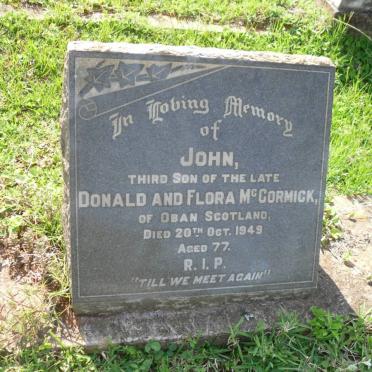 In Loving Memory
of
JOHN,
THIRD SON OF THE LATE
DONALD AND FLORA McCORMICK,
OF OBAN SCOTLAND,
DIED 20TH OCT. 1949
AGED 77.
R.I.P.
"TILL WE MEET AGAIN"